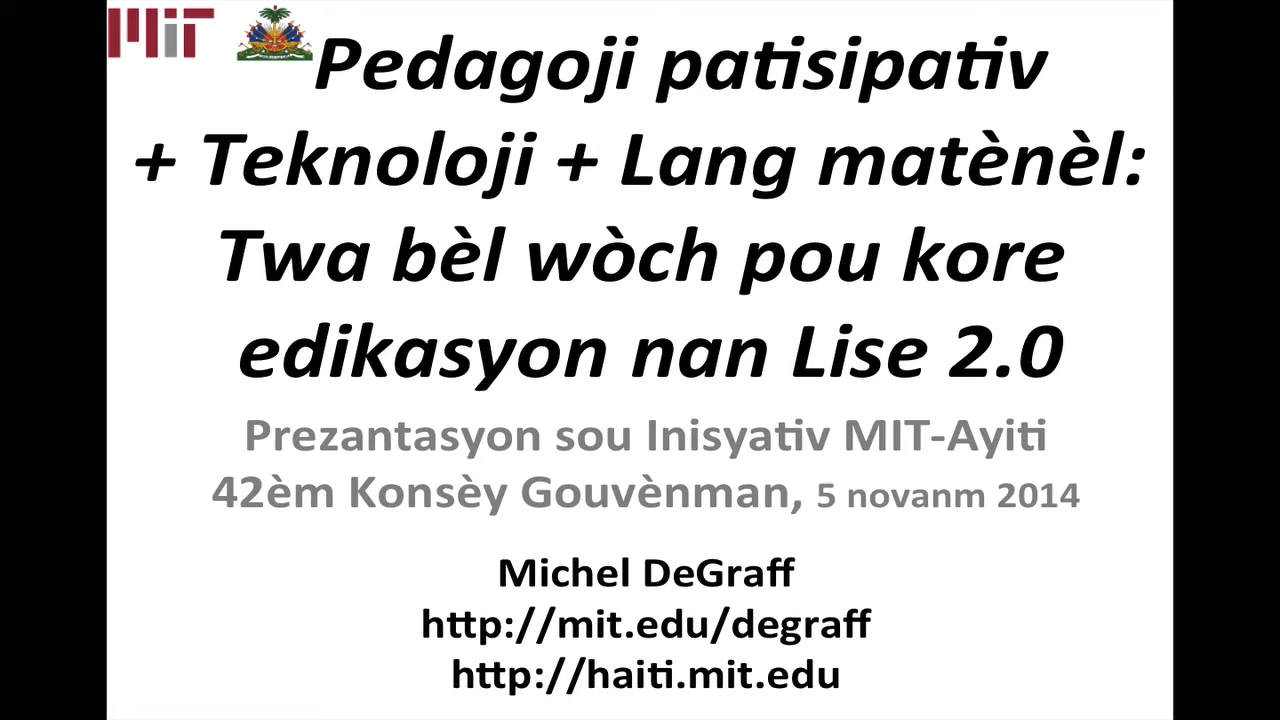 MIT
Pedagoji patisipativ
+ Teknoloji + Lang matènèl:
Twa bèl wòch pou kore
edikasyon nan Lise 2.0
Prezantasyon sou Inisyativ MIT-Ayiti
42èm Konsèy Gouvènman, 5 novanm 2014
Michel DeGraff
http://mit.edu/degraff
http://haiti.mit.edu